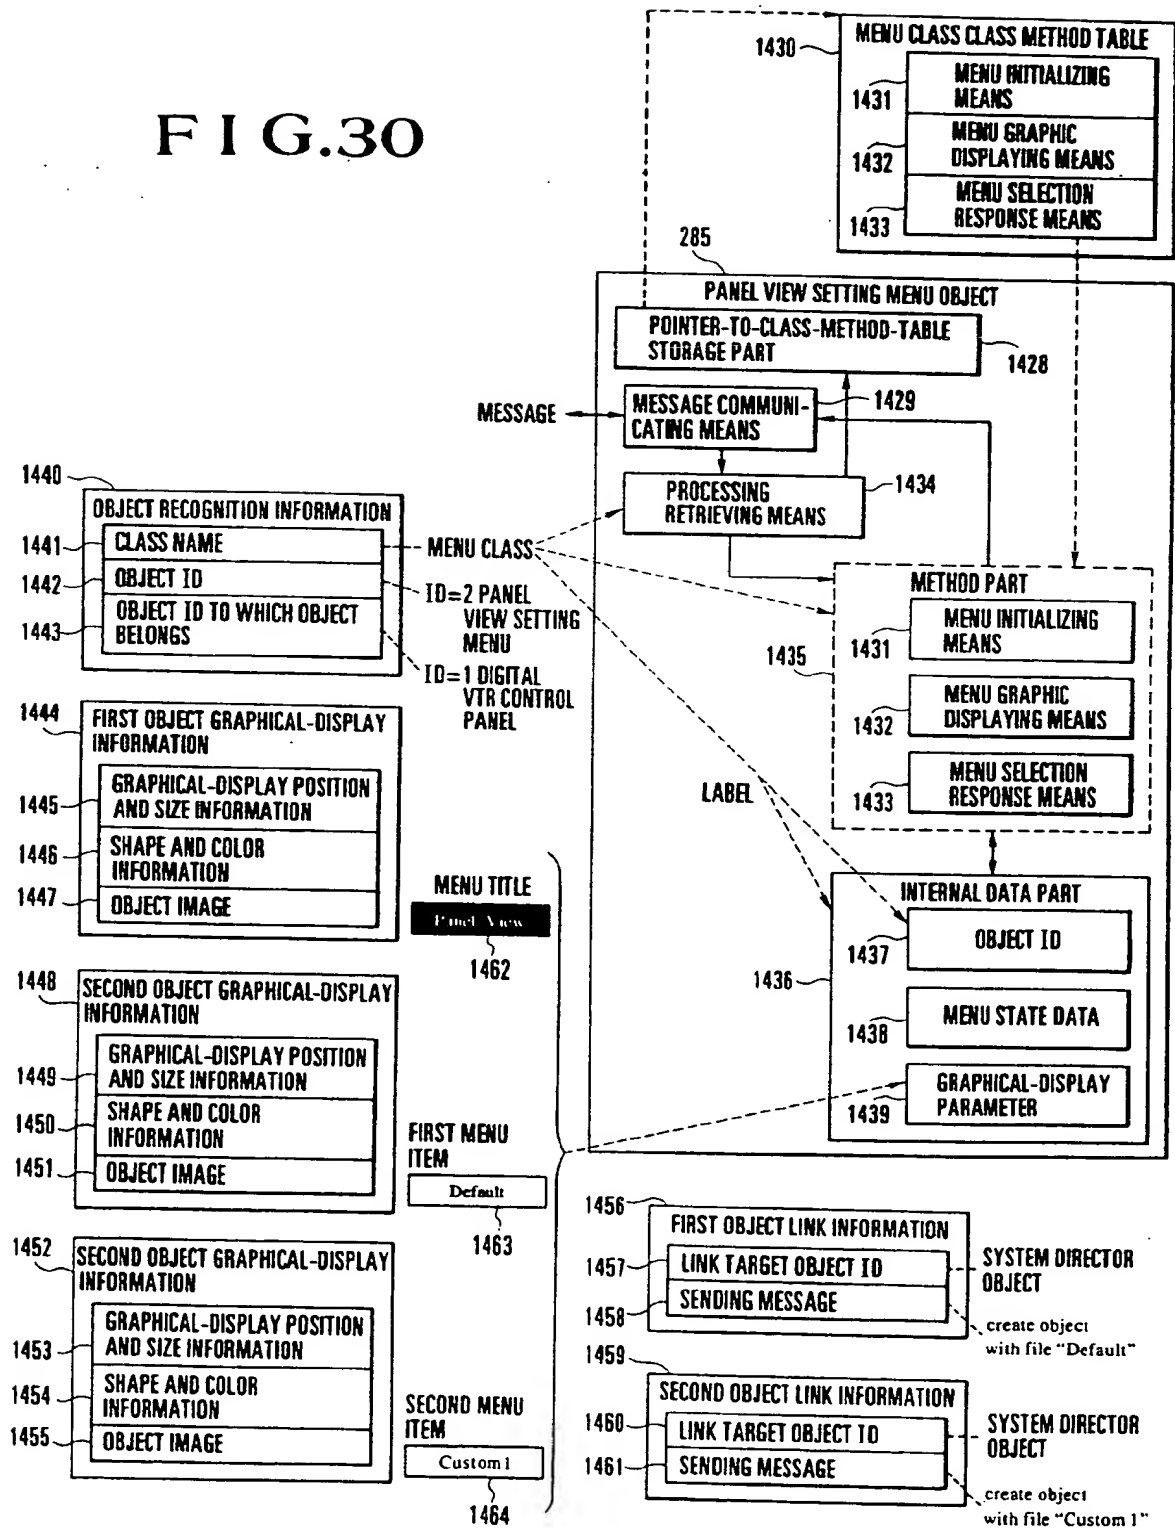 FIG.30
1430
MENU CLASS CLASS METHOD TABLE
1431
MENU INITIALIZING
MEANS
1432
MENU GRAPHIC
DISPLAYING MEANS
1433
MENU SELECTION
RESPONSE MEANS
285
PANEL VIEW SETTING MENU OBJECT
POINTER-TO-CLASS-METHOD-TABLE
STORAGE PART
1428
MESSAGE
MESSAGE COMMUNI-
CATING MEANS
1429
PROCESSING
RETRIEVING MEANS
1434
METHOD PART
1435
1431
MENU INITIALIZING
MEANS
1432
MENU GRAPHIC
DISPLAYING MEANS
1433
MENU SELECTION
RESPONSE MEANS
LABEL
INTERNAL DATA PART
1436
1437
OBJECT ID
1438
MENU STATE DATA
1439
GRAPHICAL-DISPLAY
PARAMETER
1440
OBJECT RECOGNITION INFORMATION
1441
CLASS NAME
MENU CLASS
1442
OBJECT ID
ID=2 PANEL
VIEW SETTING
MENU
1443
OBJECT ID TO WHICH OBJECT
BELONGS
ID=1 DIGITAL
VTR CONTROL
PANEL
1444
FIRST OBJECT GRAPHICAL-DISPLAY
INFORMATION
1445
GRAPHICAL-DISPLAY POSITION
AND SIZE INFORMATION
1446
SHAPE AND COLOR
INFORMATION
1447
OBJECT IMAGE
MENU TITLE
Panel View
1462
1448
SECOND OBJECT GRAPHICAL-DISPLAY
INFORMATION
1449
GRAPHICAL-DISPLAY POSITION
AND SIZE INFORMATION
1450
SHAPE AND COLOR
INFORMATION
1451
OBJECT IMAGE
FIRST MENU
ITEM
Default
1463
1452
SECOND OBJECT GRAPHICAL-DISPLAY
INFORMATION
1453
GRAPHICAL-DISPLAY POSITION
AND SIZE INFORMATION
1454
SHAPE AND COLOR
INFORMATION
1455
OBJECT IMAGE
SECOND MENU
ITEM
Custom1
1464
1456
FIRST OBJECT LINK INFORMATION
1457
LINK TARGET OBJECT ID
SYSTEM DIRECTOR
OBJECT
1458
SENDING MESSAGE
create object
with file "Default"
1459
SECOND OBJECT LINK INFORMATION
1460
LINK TARGET OBJECT ID
SYSTEM DIRECTOR
OBJECT
1461
SENDING MESSAGE
create object
with file "Custom 1"